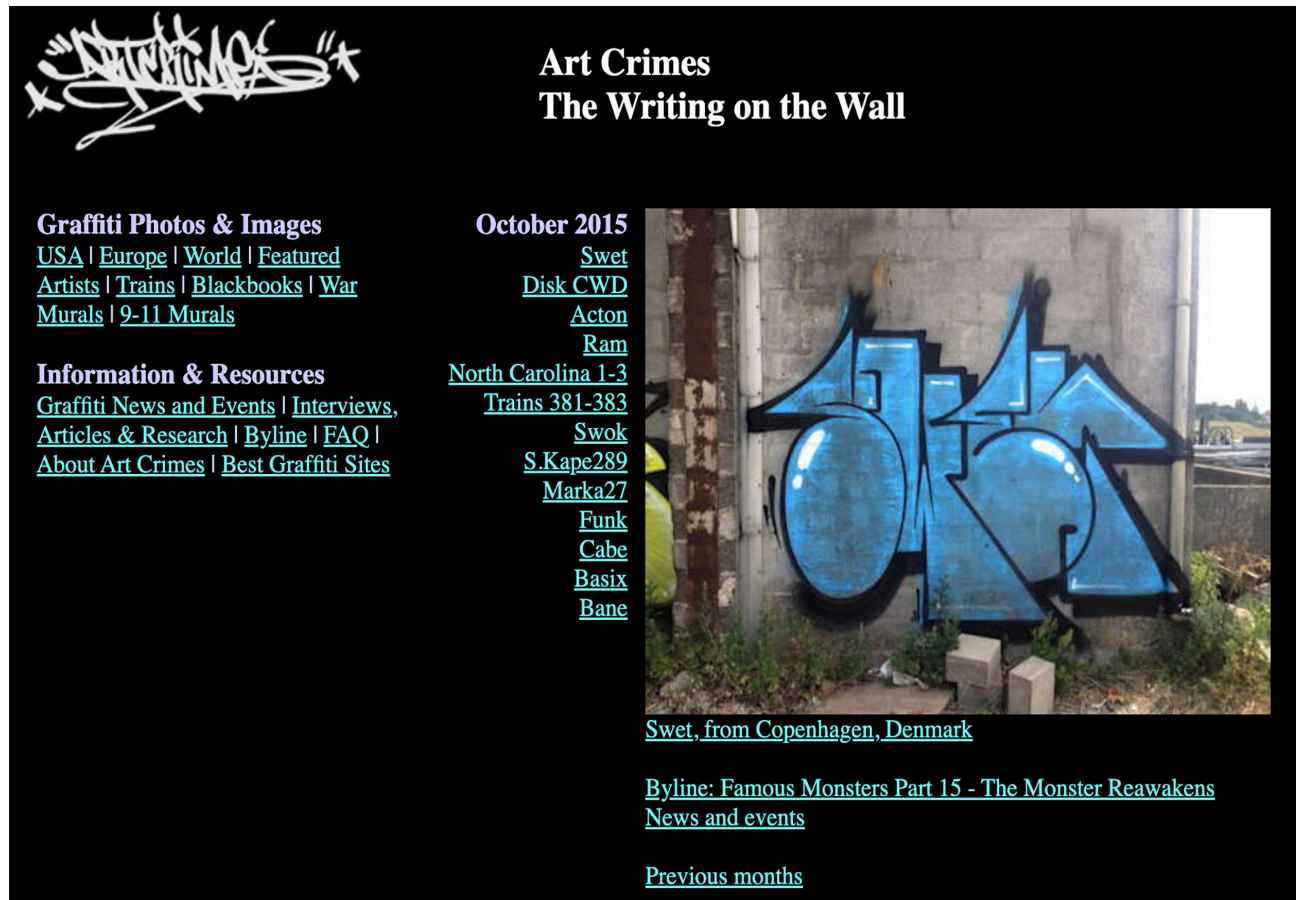 "ARTCRIMES"
Art Crimes
The Writing on the Wall
Graffiti Photos & Images
USA | Europe | World | Featured
Artists | Trains | Blackbooks | War
Murals | 9-11 Murals
Information & Resources
Graffiti News and Events | Interviews,
Articles & Research | Byline | FAQ |
About Art Crimes | Best Graffiti Sites
October 2015
Swet
Disk CWD
Acton
Ram
North Carolina 1-3
Trains 381-383
Swok
S.Kape289
Marka27
Funk
Cabe
Basix
Bane
Swet, from Copenhagen, Denmark
Byline: Famous Monsters Part 15 - The Monster Reawakens
News and events
Previous months